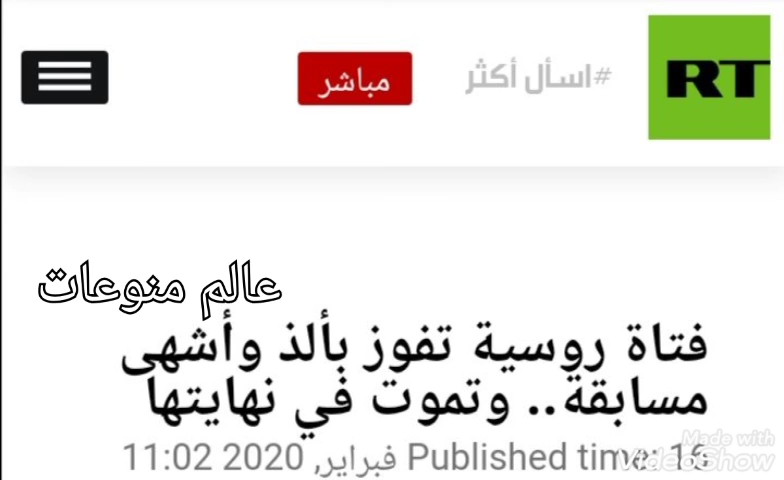 RT
#اسأل أكثر
مباشر
عالم منوعات
فتاة روسية تفوز بألذ وأشهى
مسابقة.. وتموت في نهايتها
Published time: 16 فبراير, 2020 11:02
Made with
VideoShow